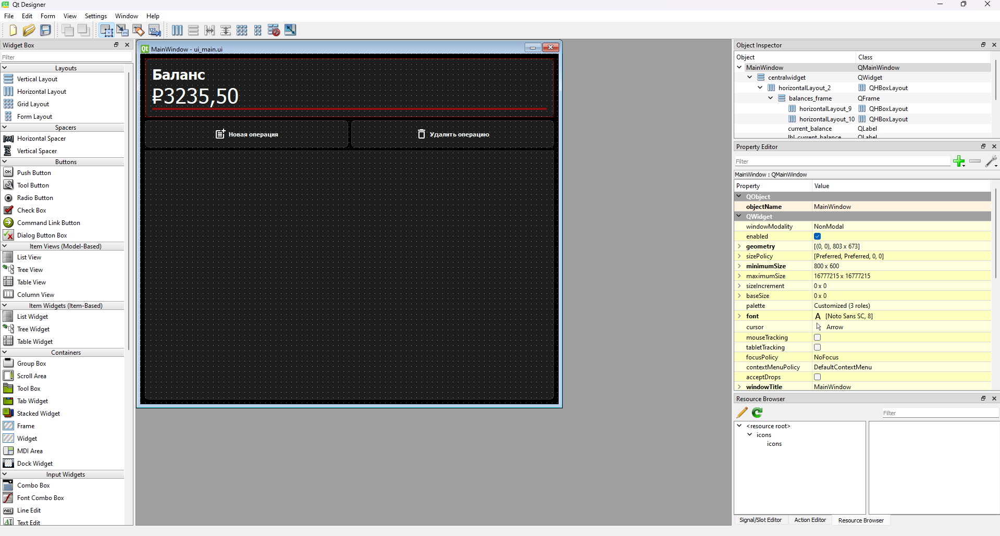 Qt Designer
File Edit Form View Settings Window Help
Widget Box
Filter
Layouts
Vertical Layout
Horizontal Layout
Grid Layout
Form Layout
Spacers
Horizontal Spacer
Vertical Spacer
Buttons
OK Push Button
Tool Button
Radio Button
Check Box
Command Link Button
Dialog Button Box
Item Views (Model-Based)
List View
Tree View
Table View
Column View
Item Widgets (Item-Based)
List Widget
Tree Widget
Table Widget
Containers
Group Box
Scroll Area
Tool Box
Tab Widget
Stacked Widget
Frame
Widget
MDI Area
Dock Widget
Input Widgets
Combo Box
Font Combo Box
Line Edit
Text Edit
MainWindow - ui_main.ui
Баланс
₽3235,50
Новая операция
Удалить операцию
Object Inspector
Object Class
MainWindow QMainWindow
centralwidget QWidget
horizontalLayout_2 QHBoxLayout
balances_frame QFrame
horizontalLayout_9 QHBoxLayout
horizontalLayout_10 QHBoxLayout
current_balance QLabel
lbl_current_balance QLabel
Property Editor
Filter
MainWindow : QMainWindow
Property Value
QObject
objectName MainWindow
QWidget
windowModality NonModal
enabled
geometry [(0, 0), 803 x 673]
sizePolicy [Preferred, Preferred, 0, 0]
minimumSize 800 x 600
maximumSize 16777215 x 16777215
sizeIncrement 0 x 0
baseSize 0 x 0
palette Customized (3 roles)
font A [Noto Sans SC, 8]
cursor Arrow
mouseTracking
tabletTracking
focusPolicy NoFocus
contextMenuPolicy DefaultContextMenu
acceptDrops
windowTitle MainWindow
Resource Browser
Filter
<resource root>
icons
icons
Signal/Slot Editor Action Editor Resource Browser